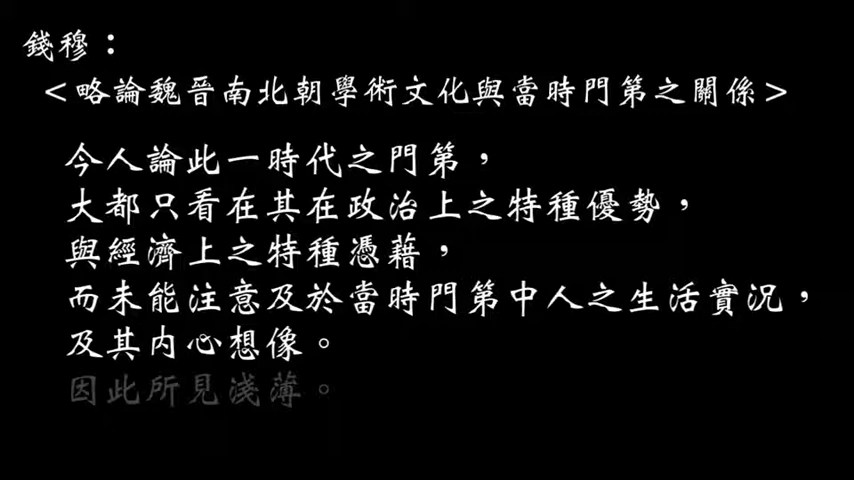 錢穆：
<略論魏晉南北朝學術文化與當時門第之關係>
今人論此一時代之門第，
大都只看在其在政治上之特種優勢，
與經濟上之特種憑藉，
而未能注意及於當時門第中人之生活實況，
及其內心想像。
因此所見淺薄。